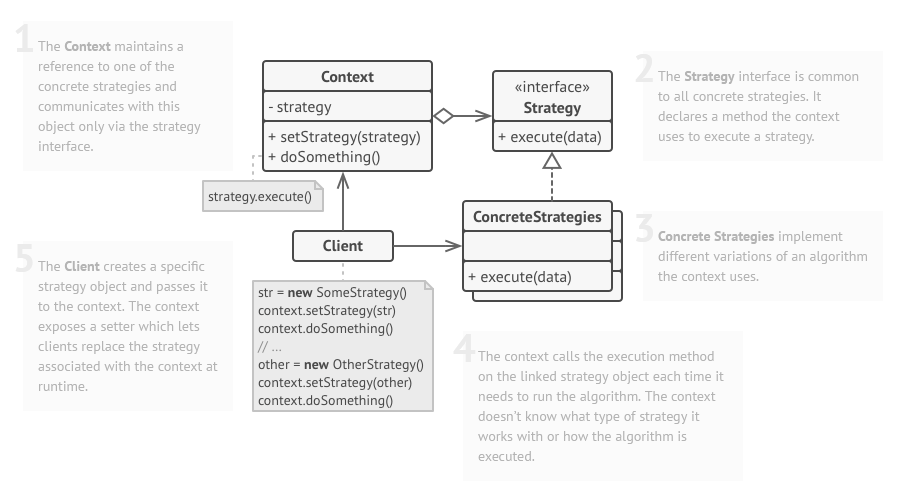 1
The Context maintains a
reference to one of the
concrete strategies and
communicates with this
object only via the strategy
interface.
Context
- strategy
+ setStrategy(strategy)
+ doSomething()
strategy.execute()
«interface»
Strategy
+ execute(data)
2
The Strategy interface is common
to all concrete strategies. It
declares a method the context
uses to execute a strategy.
ConcreteStrategies
+ execute(data)
3
Concrete Strategies implement
different variations of an algorithm
the context uses.
Client
str = new SomeStrategy()
context.setStrategy(str)
context.doSomething()
// ...
other = new OtherStrategy()
context.setStrategy(other)
context.doSomething()
4
The context calls the execution method
on the linked strategy object each time it
needs to run the algorithm. The context
doesn’t know what type of strategy it
works with or how the algorithm is
executed.
5
The Client creates a specific
strategy object and passes it
to the context. The context
exposes a setter which lets
clients replace the strategy
associated with the context at
runtime.